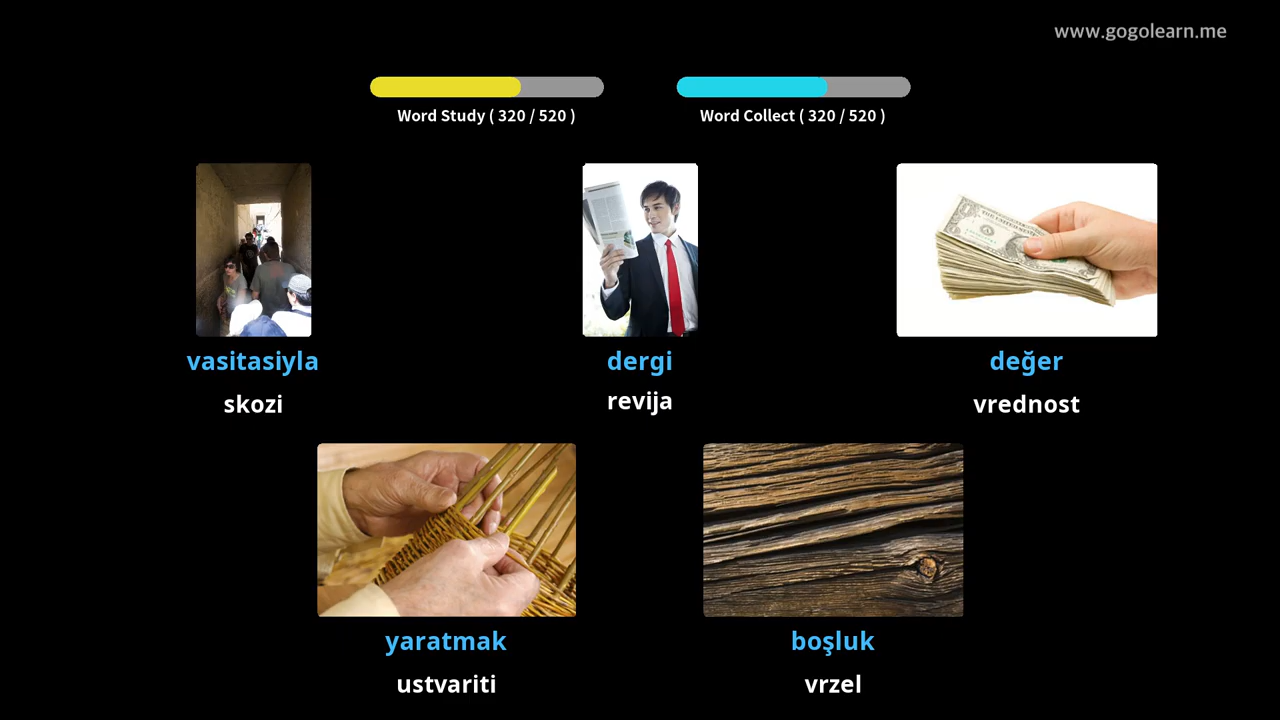 www.gogolearn.me
Word Study ( 320 / 520 )
Word Collect ( 320 / 520 )
vasitasiyla
dergi
değer
skozi
revija
vrednost
yaratmak
boşluk
ustvariti
vrzel